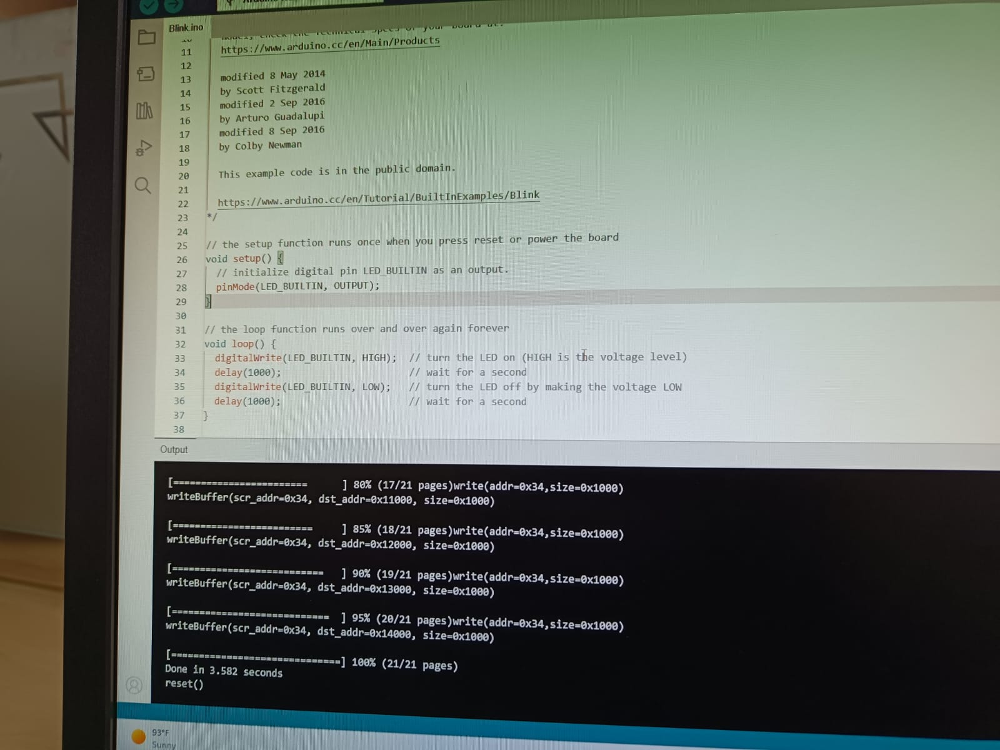 Blink.ino
11 https://www.arduino.cc/en/Main/Products
12
13 modified 8 May 2014
14 by Scott Fitzgerald
15 modified 2 Sep 2016
16 by Arturo Guadalupi
17 modified 8 Sep 2016
18 by Colby Newman
19
20 This example code is in the public domain.
21
22 https://www.arduino.cc/en/Tutorial/BuiltInExamples/Blink
23 */
24
25 // the setup function runs once when you press reset or power the board
26 void setup() {
27 // initialize digital pin LED_BUILTIN as an output.
28 pinMode(LED_BUILTIN, OUTPUT);
29 }
30
31 // the loop function runs over and over again forever
32 void loop() {
33 digitalWrite(LED_BUILTIN, HIGH); // turn the LED on (HIGH is the voltage level)
34 delay(1000); // wait for a second
35 digitalWrite(LED_BUILTIN, LOW); // turn the LED off by making the voltage LOW
36 delay(1000); // wait for a second
37 }
38
Output
[========================= ] 80% (17/21 pages)write(addr=0x34,size=0x1000)
writeBuffer(scr_addr=0x34, dst_addr=0x11000, size=0x1000)
[========================== ] 85% (18/21 pages)write(addr=0x34,size=0x1000)
writeBuffer(scr_addr=0x34, dst_addr=0x12000, size=0x1000)
[============================ ] 90% (19/21 pages)write(addr=0x34,size=0x1000)
writeBuffer(scr_addr=0x34, dst_addr=0x13000, size=0x1000)
[============================= ] 95% (20/21 pages)write(addr=0x34,size=0x1000)
writeBuffer(scr_addr=0x34, dst_addr=0x14000, size=0x1000)
[==============================] 100% (21/21 pages)
Done in 3.582 seconds
reset()
93°F
Sunny